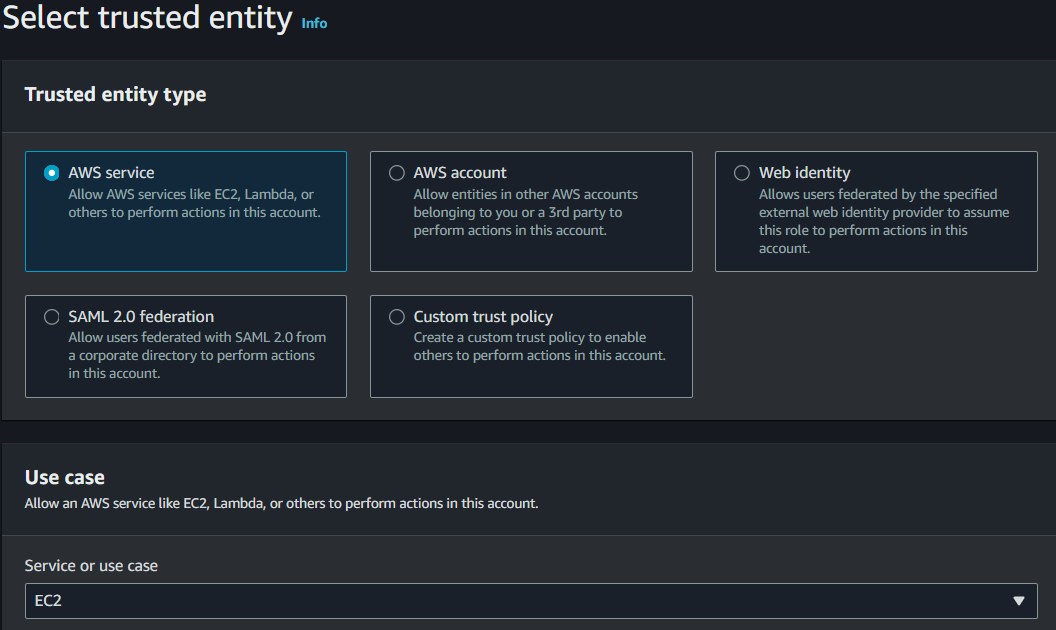 Select trusted entity Info
Trusted entity type
AWS service
Allow AWS services like EC2, Lambda, or
others to perform actions in this account.
AWS account
Allow entities in other AWS accounts
belonging to you or a 3rd party to
perform actions in this account.
Web identity
Allows users federated by the specified
external web identity provider to assume
this role to perform actions in this
account.
SAML 2.0 federation
Allow users federated with SAML 2.0 from
a corporate directory to perform actions
in this account.
Custom trust policy
Create a custom trust policy to enable
others to perform actions in this account.
Use case
Allow an AWS service like EC2, Lambda, or others to perform actions in this account.
Service or use case
EC2